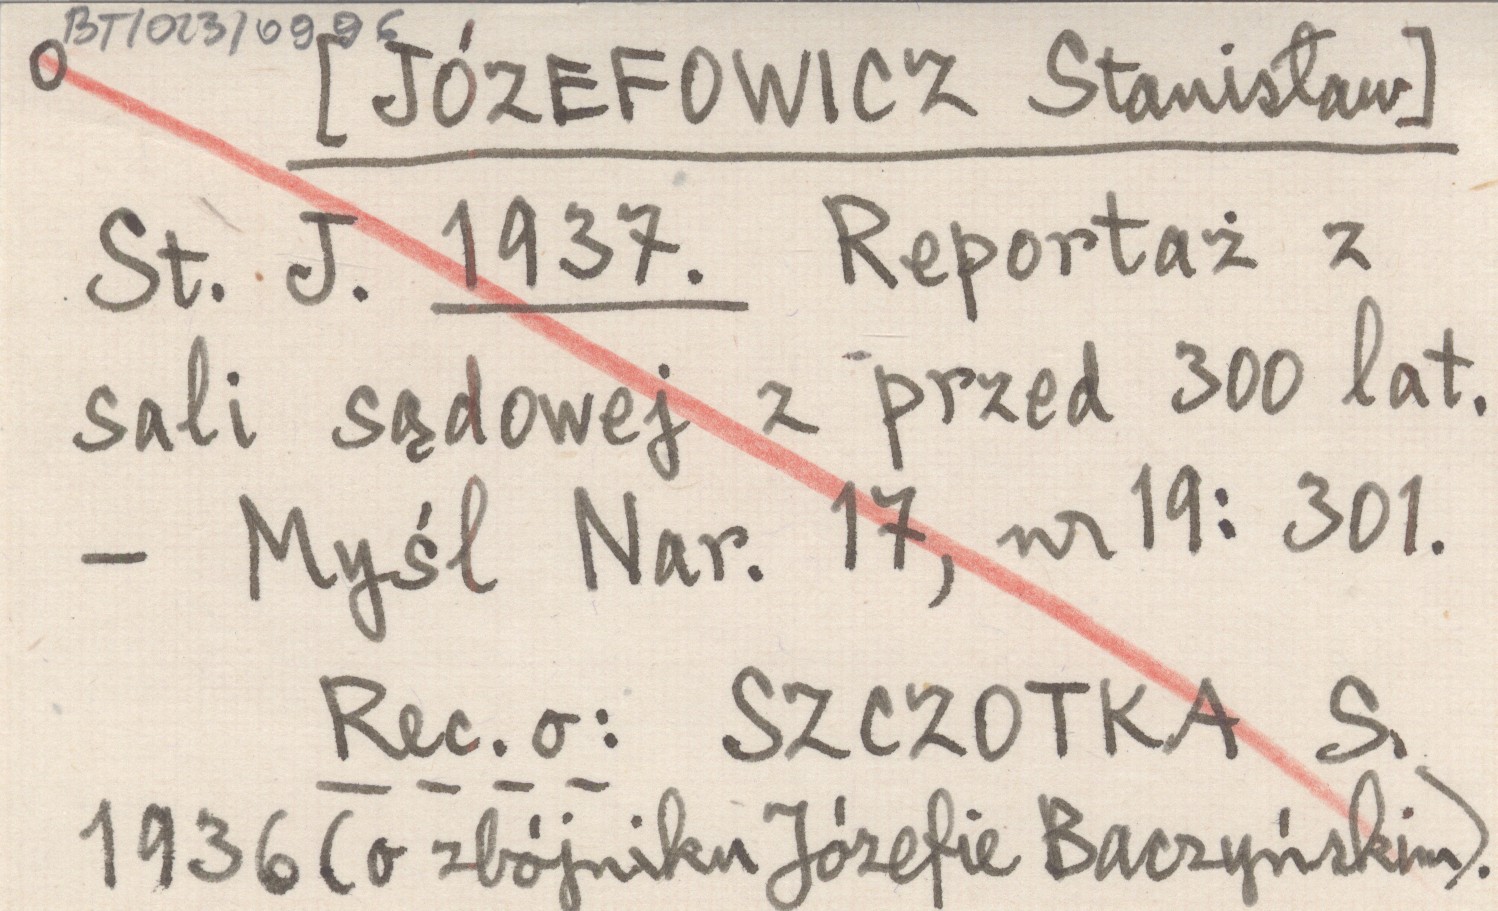 BT/023/0996
[JÓZEFOWICZ Stanisław]
St. J. 1937. Reportaż z
sali sądowej z przed 300 lat.
— Myśl Nar. 17, nr 19: 301.
Rec. o: SZCZOTKA S.
1936 (o zbójniku Józefie Baczyńskim).